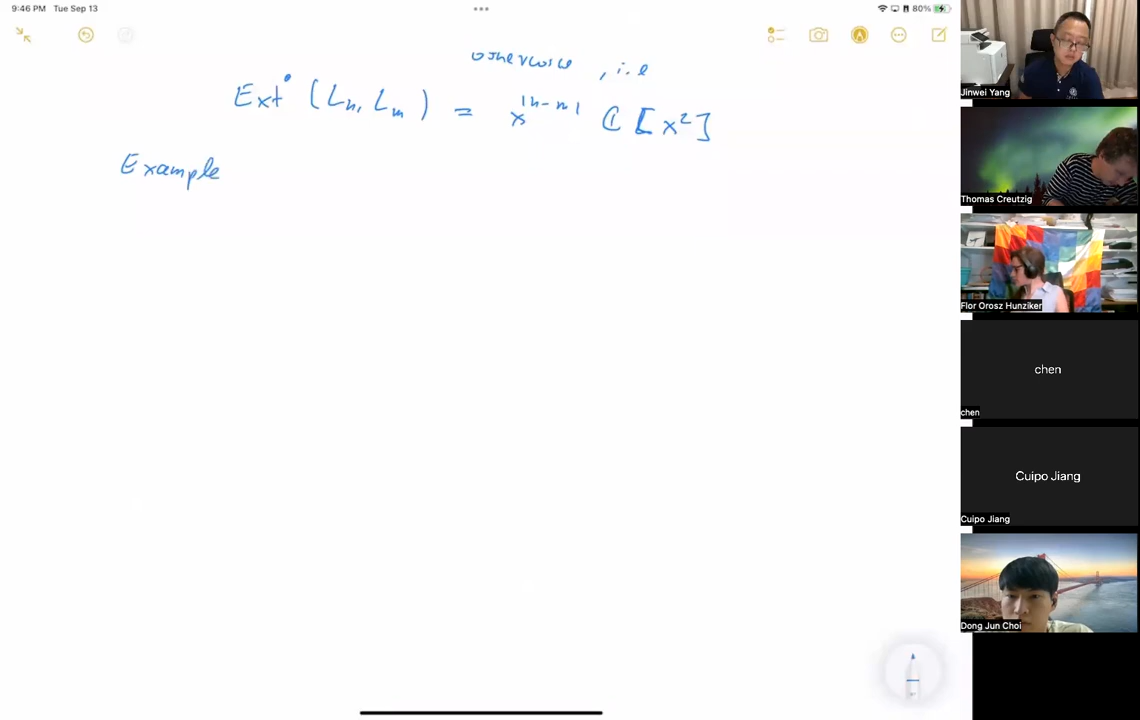 9:46 PM Tue Sep 13
80%
otherwise, i.e
Ext• (Lₙ, Lₘ) = x^|n-m| ℂ[x²]
Example
Jinwei Yang
Thomas Creutzig
Flor Orosz Hunziker
chen
chen
Cuipo Jiang
Cuipo Jiang
Dong Jun Choi